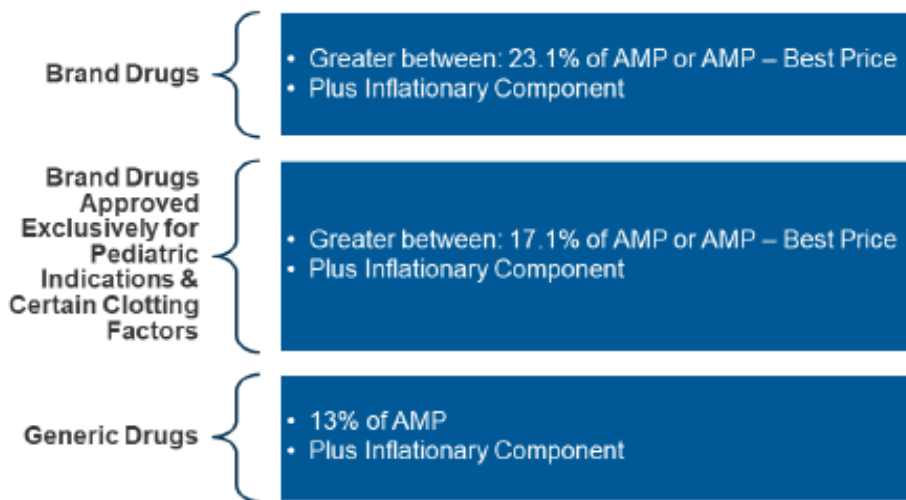 Brand Drugs
• Greater between: 23.1% of AMP or AMP – Best Price
• Plus Inflationary Component
Brand Drugs
Approved
Exclusively for
Pediatric
Indications &
Certain Clotting
Factors
• Greater between: 17.1% of AMP or AMP – Best Price
• Plus Inflationary Component
Generic Drugs
• 13% of AMP
• Plus Inflationary Component